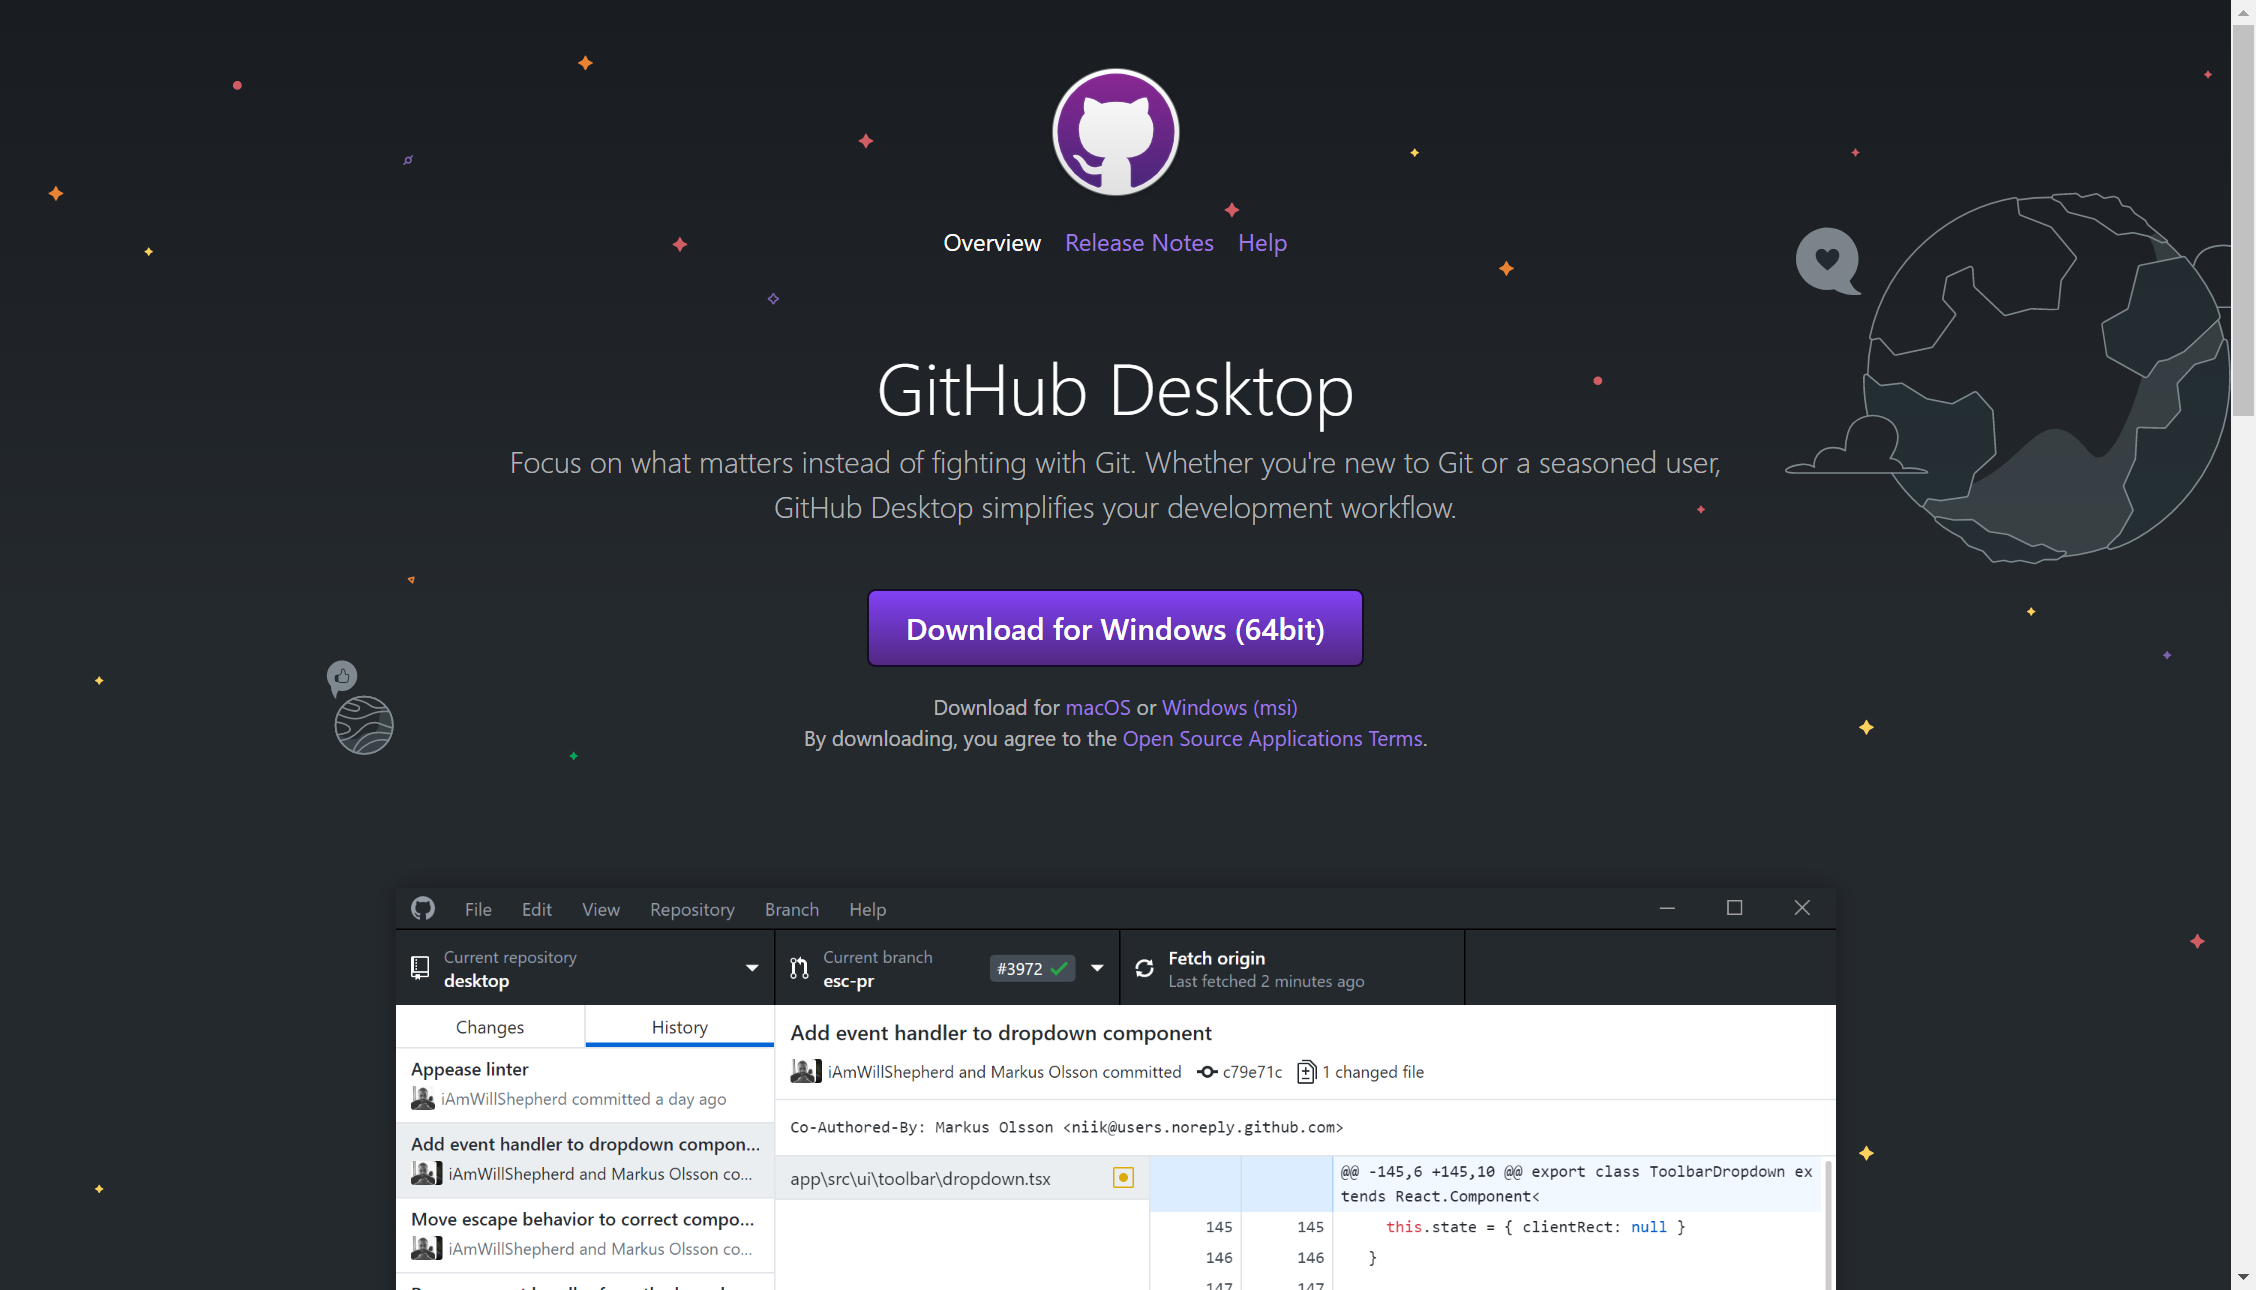 Overview Release Notes Help
GitHub Desktop
Focus on what matters instead of fighting with Git. Whether you're new to Git or a seasoned user,
GitHub Desktop simplifies your development workflow.
Download for Windows (64bit)
Download for macOS or Windows (msi)
By downloading, you agree to the Open Source Applications Terms.
File Edit View Repository Branch Help
Current repository
desktop
Current branch
esc-pr
#3972
Fetch origin
Last fetched 2 minutes ago
Changes
History
Appease linter
iAmWillShepherd committed a day ago
Add event handler to dropdown compon...
iAmWillShepherd and Markus Olsson co...
Move escape behavior to correct compo...
iAmWillShepherd and Markus Olsson co...
Add event handler to dropdown component
iAmWillShepherd and Markus Olsson committed c79e71c 1 changed file
Co-Authored-By: Markus Olsson <niik@users.noreply.github.com>
app\src\ui\toolbar\dropdown.tsx
@@ -145,6 +145,10 @@ export class ToolbarDropdown ex
tends React.Component<
145 145 this.state = { clientRect: null }
146 146 }
147 147